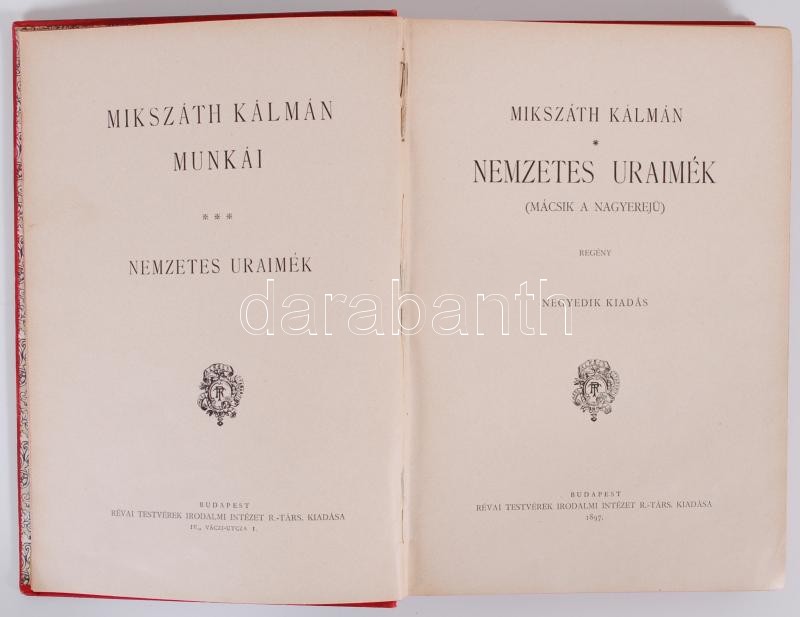 MIKSZÁTH KÁLMÁN
MUNKÁI
* * *
NEMZETES URAIMÉK
BUDAPEST
RÉVAI TESTVÉREK IRODALMI INTÉZET R.-TÁRS. KIADÁSA
IV., VÁCZI-UTCZA 1.
MIKSZÁTH KÁLMÁN
*
NEMZETES URAIMÉK
(MÁCSIK A NAGYEREJÜ)
REGÉNY
NEGYEDIK KIADÁS
BUDAPEST
RÉVAI TESTVÉREK IRODALMI INTÉZET R.-TÁRS. KIADÁSA
1897.
darabanth